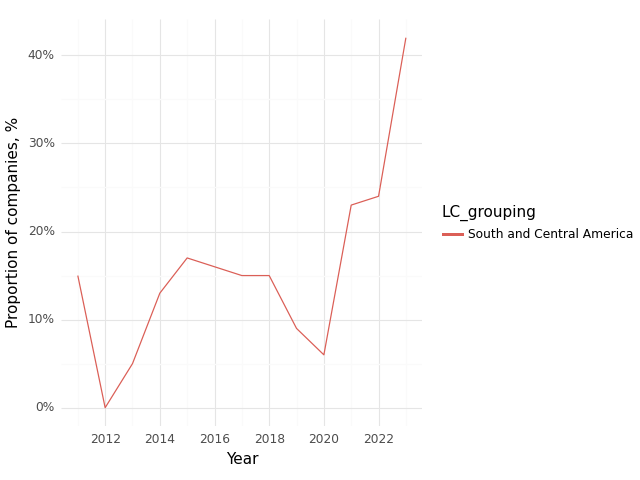 40%
30%
20%
10%
0%
Proportion of companies, %
2012 2014 2016 2018 2020 2022
Year
LC_grouping
South and Central America